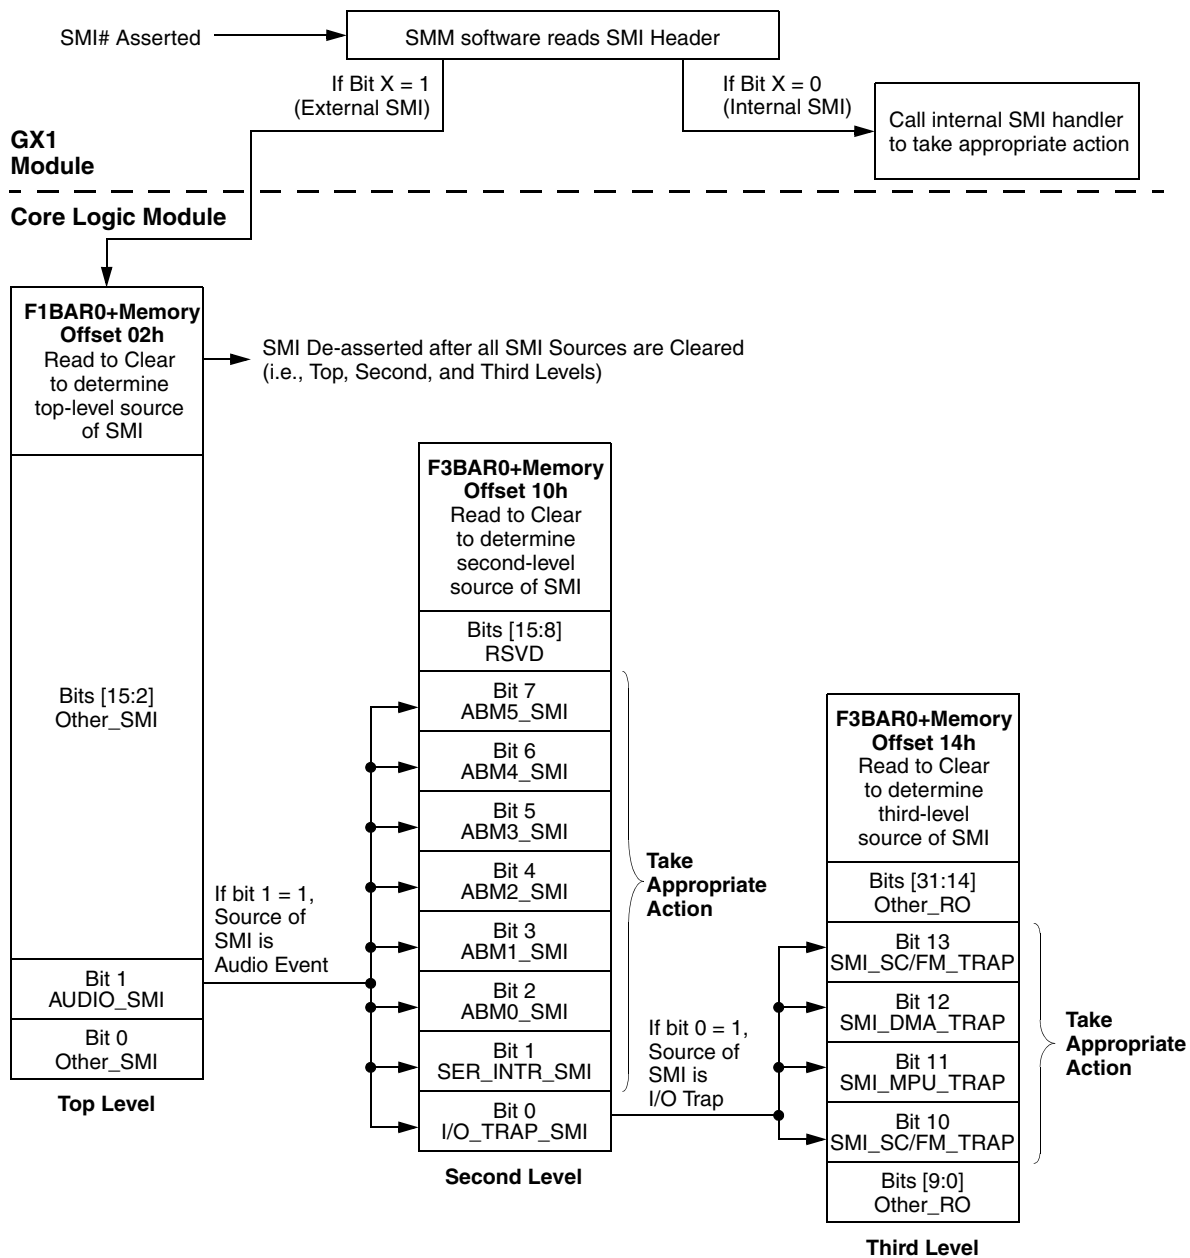 SMI# Asserted
SMM software reads SMI Header
If Bit X = 1
(External SMI)
If Bit X = 0
(Internal SMI)
Call internal SMI handler
to take appropriate action
GX1
Module
Core Logic Module
F1BAR0+Memory
Offset 02h
Read to Clear
to determine
top-level source
of SMI
SMI De-asserted after all SMI Sources are Cleared
(i.e., Top, Second, and Third Levels)
Bits [15:2]
Other_SMI
Bit 1
AUDIO_SMI
Bit 0
Other_SMI
Top Level
If bit 1 = 1,
Source of
SMI is
Audio Event
F3BAR0+Memory
Offset 10h
Read to Clear
to determine
second-level
source of SMI
Bits [15:8]
RSVD
Bit 7
ABM5_SMI
Bit 6
ABM4_SMI
Bit 5
ABM3_SMI
Bit 4
ABM2_SMI
Bit 3
ABM1_SMI
Bit 2
ABM0_SMI
Bit 1
SER_INTR_SMI
Bit 0
I/O_TRAP_SMI
Second Level
Take
Appropriate
Action
If bit 0 = 1,
Source of
SMI is
I/O Trap
F3BAR0+Memory
Offset 14h
Read to Clear
to determine
third-level
source of SMI
Bits [31:14]
Other_RO
Bit 13
SMI_SC/FM_TRAP
Bit 12
SMI_DMA_TRAP
Bit 11
SMI_MPU_TRAP
Bit 10
SMI_SC/FM_TRAP
Bits [9:0]
Other_RO
Third Level
Take
Appropriate
Action